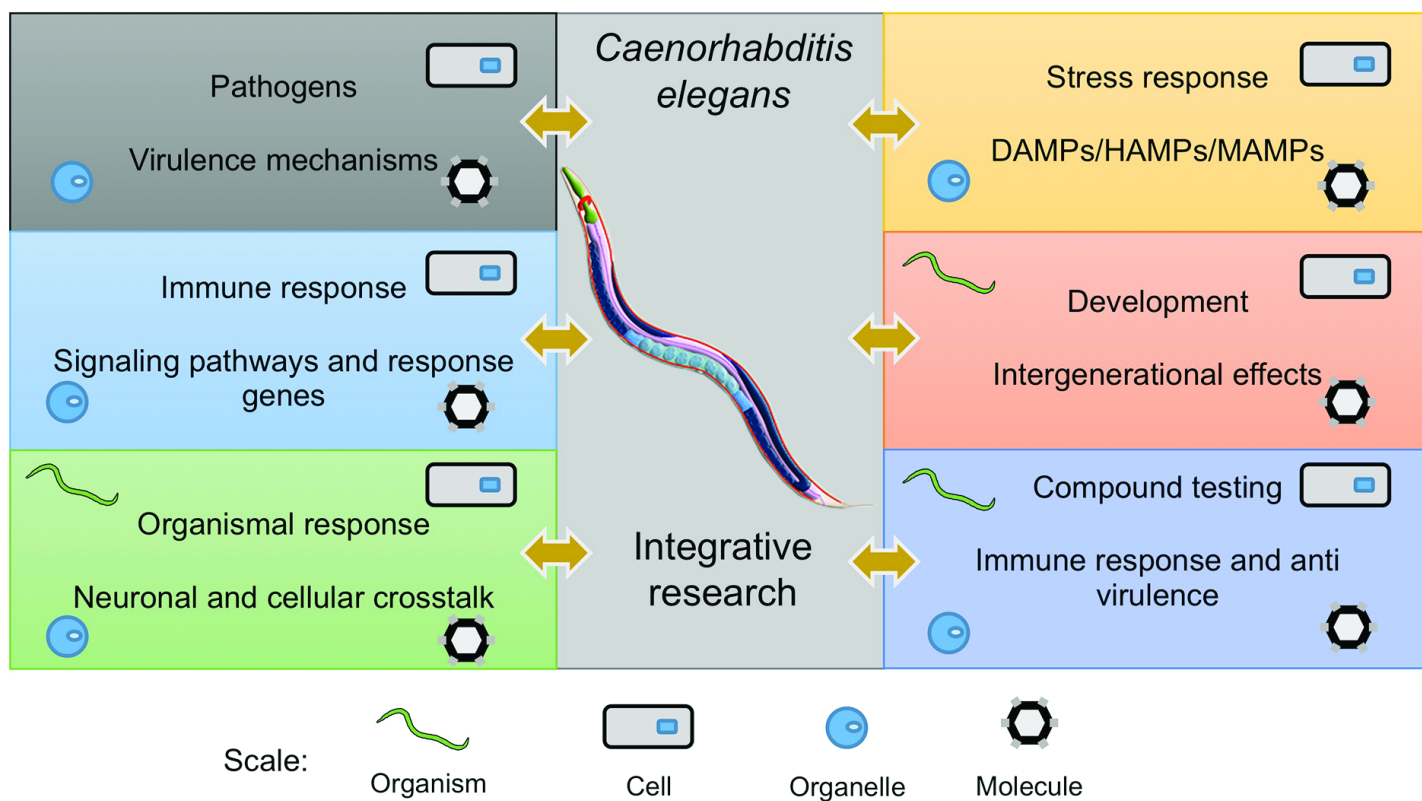 Caenorhabditis
elegans
Pathogens
Virulence mechanisms
Immune response
Signaling pathways and response
genes
Organismal response
Neuronal and cellular crosstalk
Stress response
DAMPs/HAMPs/MAMPs
Development
Intergenerational effects
Compound testing
Immune response and anti
virulence
Integrative
research
Scale:
Organism
Cell
Organelle
Molecule